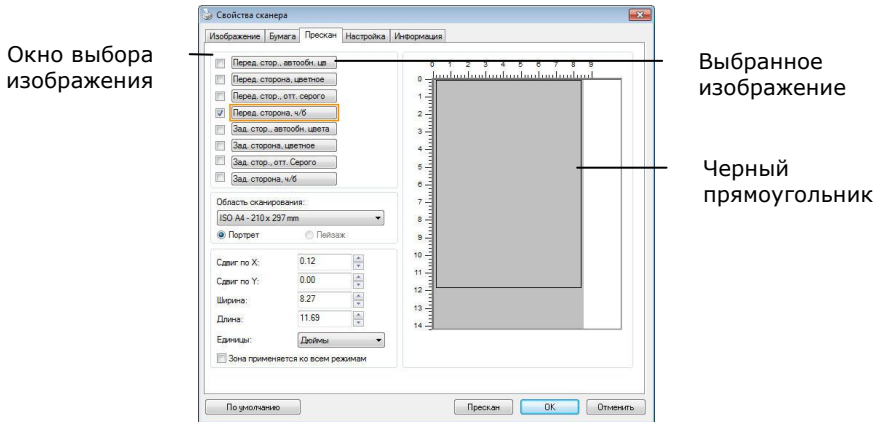 Свойства сканера
Изображение Бумага Прескан Настройка Информация
Окно выбора
изображения
Перед. стор., автообн. цв
Перед. сторона, цветное
Перед. стор., отт. серого
Перед. сторона, ч/б
Зад. стор., автообн. цвета
Зад. сторона, цветное
Зад. стор., отт. Серого
Зад. сторона, ч/б
Область сканирования:
ISO A4 - 210 x 297 mm
Портрет Пейзаж
Сдвиг по X: 0.12
Сдвиг по Y: 0.00
Ширина: 8.27
Длина: 11.69
Единицы: Дюймы
Зона применяется ко всем режимам
0 1 2 3 4 5 6 7 8 9
0
1
2
3
4
5
6
7
8
9
10
11
12
13
14
Выбранное
изображение
Черный
прямоугольник
По умолчанию Прескан OK Отменить